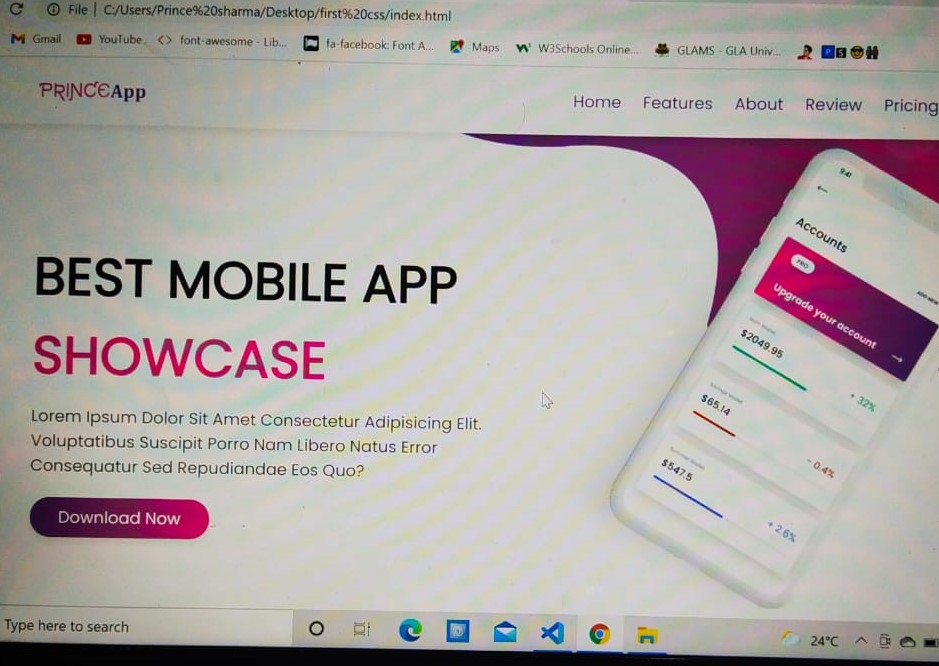 File | C:/Users/Prince%20sharma/Desktop/first%20css/index.html
Gmail YouTube font-awesome - Lib... fa-facebook: Font A... Maps W3Schools Online... GLAMS - GLA Univ...
PRINCEApp
Home Features About Review Pricing
9:41
Accounts
ADD NEW
PRO
Upgrade your account
BEST MOBILE APP
SHOWCASE
Main Wallet
$2049.95
+ 32%
$65.14
- 0.4%
$547.5
+ 2.6%
Lorem Ipsum Dolor Sit Amet Consectetur Adipisicing Elit.
Voluptatibus Suscipit Porro Nam Libero Natus Error
Consequatur Sed Repudiandae Eos Quo?
Download Now
Type here to search
24°C